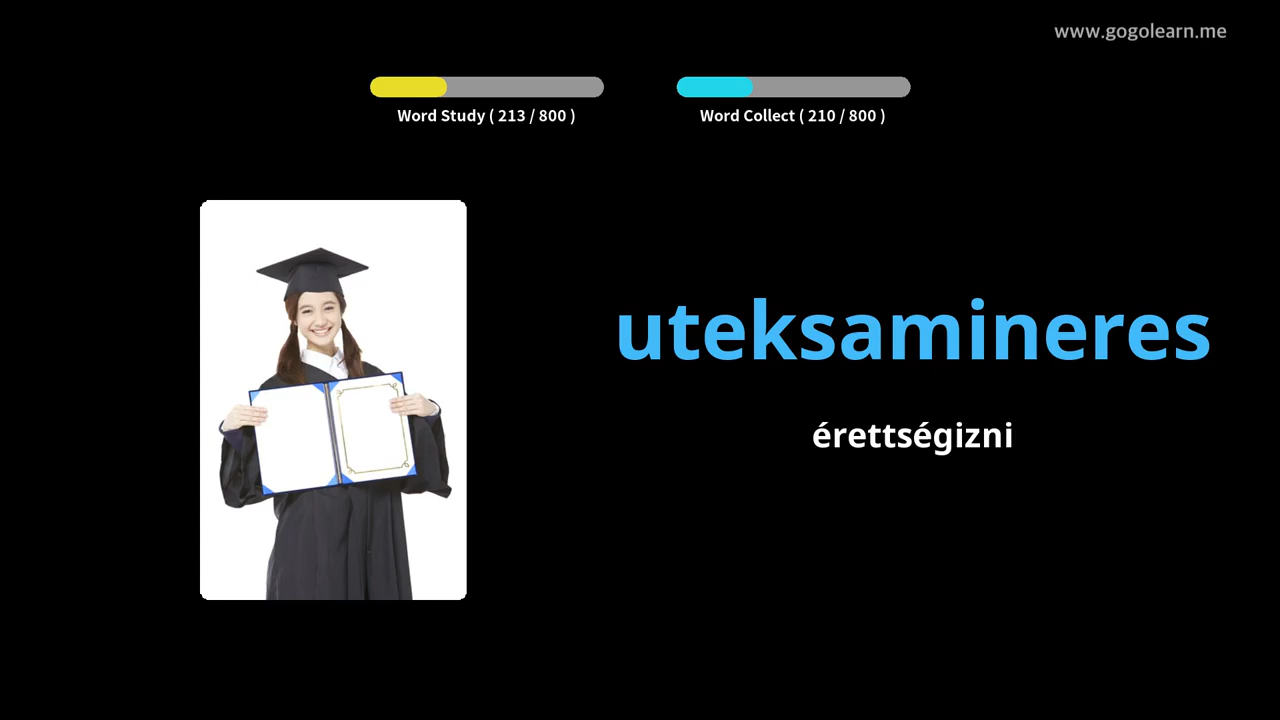 www.gogolearn.me
Word Study ( 213 / 800 )
Word Collect ( 210 / 800 )
uteksamineres
érettségizni